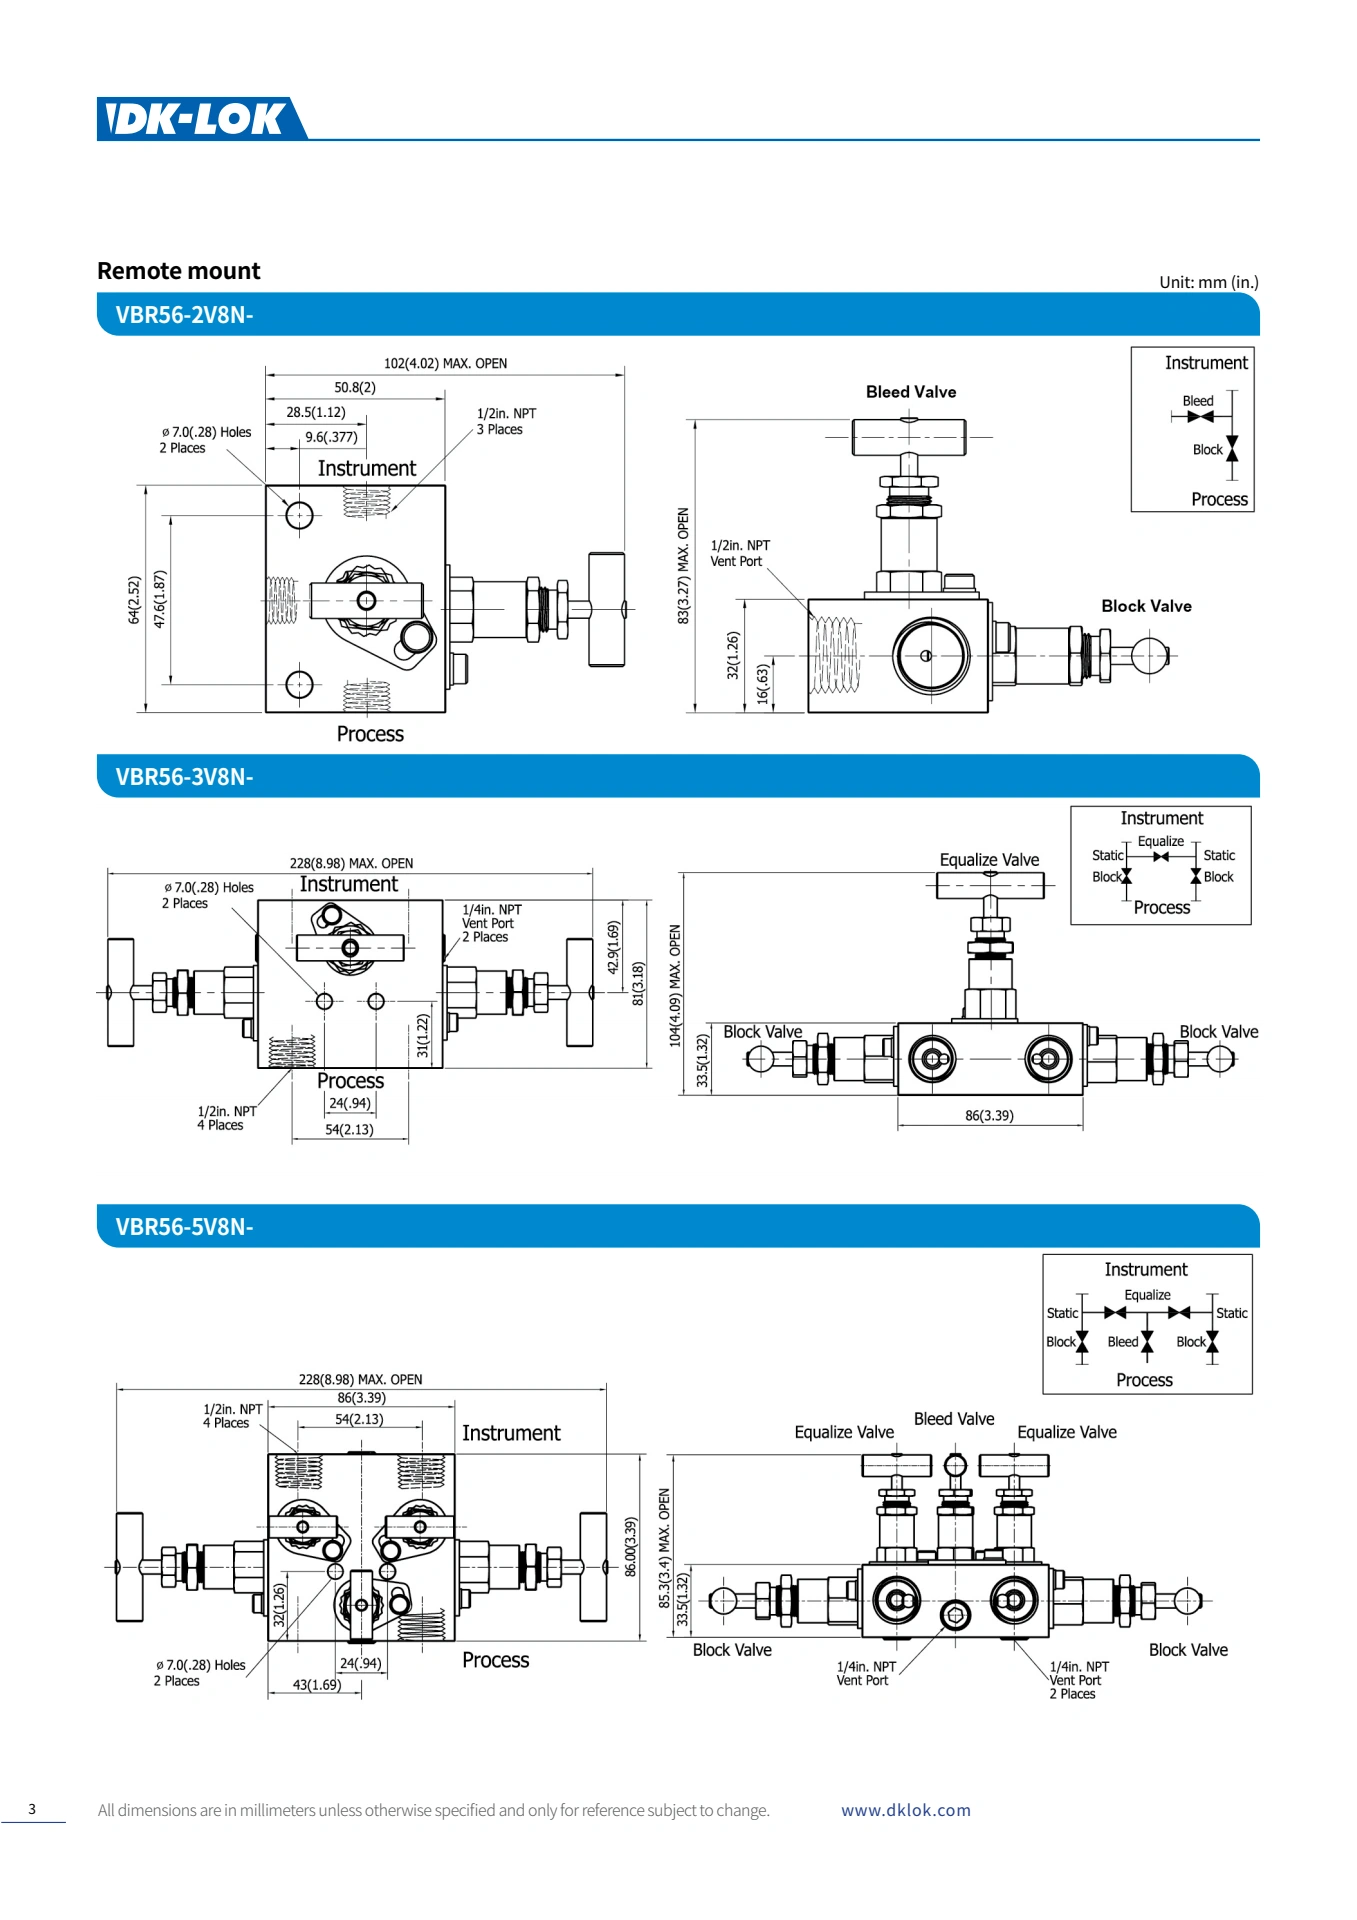 DK-LOK
Remote mount
Unit: mm (in.)
VBR56-2V8N-
102(4.02) MAX. OPEN
50.8(2)
28.5(1.12)
9.6(.377)
ø 7.0(.28) Holes
2 Places
1/2in. NPT
3 Places
Instrument
64(2.52)
47.6(1.87)
Process
Bleed Valve
83(3.27) MAX. OPEN
1/2in. NPT
Vent Port
32(1.26)
16(.63)
Block Valve
Instrument
Bleed
Block
Process
VBR56-3V8N-
228(8.98) MAX. OPEN
Instrument
ø 7.0(.28) Holes
2 Places
1/4in. NPT
Vent Port
2 Places
42.9(1.69)
81(3.18)
31(1.22)
Process
1/2in. NPT
4 Places
24(.94)
54(2.13)
Equalize Valve
104(4.09) MAX. OPEN
33.5(1.32)
Block Valve
Block Valve
86(3.39)
Instrument
Equalize
Static
Static
Block
Block
Process
VBR56-5V8N-
228(8.98) MAX. OPEN
86(3.39)
54(2.13)
1/2in. NPT
4 Places
Instrument
86.00(3.39)
32(1.26)
ø 7.0(.28) Holes
2 Places
24(.94)
43(1.69)
Process
Instrument
Equalize
Static
Static
Block
Bleed
Block
Process
Equalize Valve
Bleed Valve
Equalize Valve
85.3(3.4) MAX. OPEN
33.5(1.32)
Block Valve
Block Valve
1/4in. NPT
Vent Port
1/4in. NPT
Vent Port
2 Places
3
All dimensions are in millimeters unless otherwise specified and only for reference subject to change.
www.dklok.com